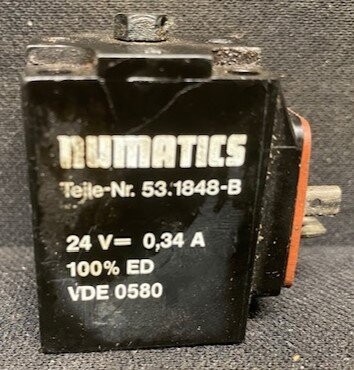 numatics
Teile-Nr. 53.1848-B
24 V= 0,34 A
100% ED
VDE 0580